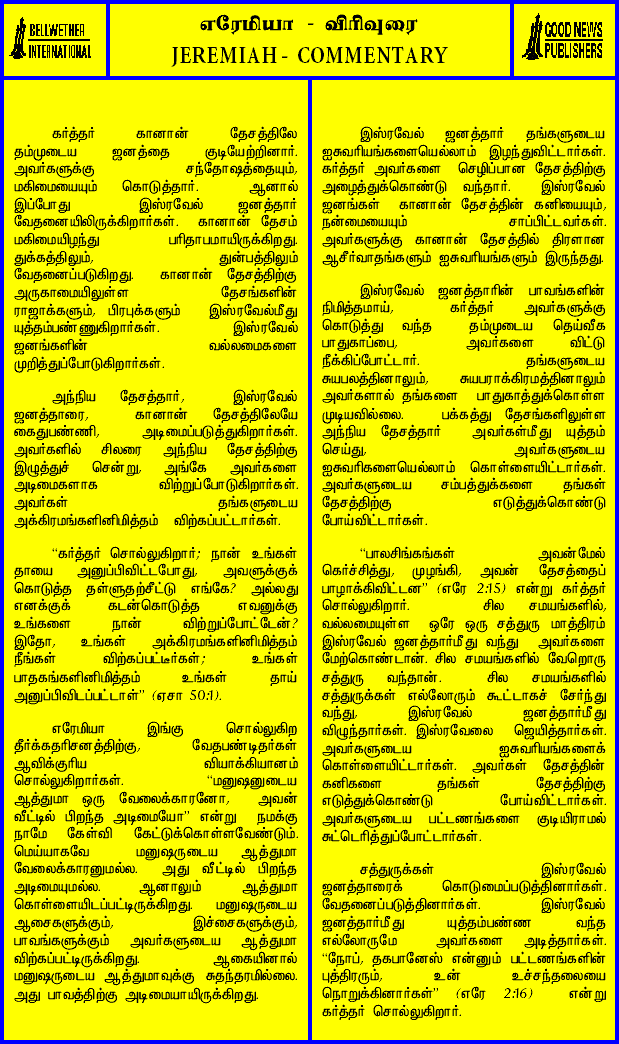 BELLWETHER
INTERNATIONAL
எரேமியா - விரிவுரை
JEREMIAH - COMMENTARY
GOOD NEWS
PUBLISHERS
கர்த்தர் கானான் தேசத்திலே
தம்முடைய ஜனத்தை குடியேற்றினார்.
அவர்களுக்கு சந்தோஷத்தையும்,
மகிமையையும் கொடுத்தார். ஆனால்
இப்போது இஸ்ரவேல் ஜனத்தார்
வேதனையிலிருக்கிறார்கள். கானான் தேசம்
மகிமையிழந்து பரிதாபமாயிருக்கிறது.
துக்கத்திலும், துன்பத்திலும்
வேதனைப்படுகிறது. கானான் தேசத்திற்கு
அருகாமையிலுள்ள தேசங்களின்
ராஜாக்களும், பிரபுக்களும் இஸ்ரவேல்மீது
யுத்தம்பண்ணுகிறார்கள். இஸ்ரவேல்
ஜனங்களின் வல்லமைகளை
முறித்துப்போடுகிறார்கள்.
அந்நிய தேசத்தார், இஸ்ரவேல்
ஜனத்தாரை, கானான் தேசத்திலேயே
கைதுபண்ணி, அடிமைப்படுத்துகிறார்கள்.
அவர்களில் சிலரை அந்நிய தேசத்திற்கு
இழுத்துச் சென்று, அங்கே அவர்களை
அடிமைகளாக விற்றுப்போடுகிறார்கள்.
அவர்கள் தங்களுடைய
அக்கிரமங்களினிமித்தம் விற்கப்பட்டார்கள்.
“கர்த்தர் சொல்லுகிறார்; நான் உங்கள்
தாயை அனுப்பிவிட்டபோது, அவளுக்குக்
கொடுத்த தள்ளுதற்சீட்டு எங்கே? அல்லது
எனக்குக் கடன்கொடுத்த எவனுக்கு
உங்களை நான் விற்றுப்போட்டேன்?
இதோ, உங்கள் அக்கிரமங்களினிமித்தம்
நீங்கள் விற்கப்பட்டீர்கள்; உங்கள்
பாதகங்களினிமித்தம் உங்கள் தாய்
அனுப்பிவிடப்பட்டாள்” (ஏசா 50:1).
எரேமியா இங்கு சொல்லுகிற
தீர்க்கதரிசனத்திற்கு, வேதபண்டிதர்கள்
ஆவிக்குரிய வியாக்கியானம்
சொல்லுகிறார்கள். “மனுஷனுடைய
ஆத்துமா ஒரு வேலைக்காரனோ, அவன்
வீட்டில் பிறந்த அடிமையோ” என்று நமக்கு
நாமே கேள்வி கேட்டுக்கொள்ளவேண்டும்.
மெய்யாகவே மனுஷருடைய ஆத்துமா
வேலைக்காரனுமல்ல. அது வீட்டில் பிறந்த
அடிமையுமல்ல. ஆனாலும் ஆத்துமா
கொள்ளையிடப்பட்டிருக்கிறது. மனுஷருடைய
ஆசைகளுக்கும், இச்சைகளுக்கும்,
பாவங்களுக்கும் அவர்களுடைய ஆத்துமா
விற்கப்பட்டிருக்கிறது. ஆகையினால்
மனுஷருடைய ஆத்துமாவுக்கு சுதந்தரமில்லை.
அது பாவத்திற்கு அடிமையாயிருக்கிறது.
இஸ்ரவேல் ஜனத்தார் தங்களுடைய
ஐசுவரியங்களையெல்லாம் இழந்துவிட்டார்கள்.
கர்த்தர் அவர்களை செழிப்பான தேசத்திற்கு
அழைத்துக்கொண்டு வந்தார். இஸ்ரவேல்
ஜனங்கள் கானான் தேசத்தின் கனியையும்,
நன்மையையும் சாப்பிட்டவர்கள்.
அவர்களுக்கு கானான் தேசத்தில் திரளான
ஆசீர்வாதங்களும் ஐசுவரியங்களும் இருந்தது.
இஸ்ரவேல் ஜனத்தாரின் பாவங்களின்
நிமித்தமாய், கர்த்தர் அவர்களுக்கு
கொடுத்து வந்த தம்முடைய தெய்வீக
பாதுகாப்பை, அவர்களை விட்டு
நீக்கிப்போட்டார். தங்களுடைய
சுயபலத்தினாலும், சுயபராக்கிரமத்தினாலும்
அவர்களால் தங்களை பாதுகாத்துக்கொள்ள
முடியவில்லை. பக்கத்து தேசங்களிலுள்ள
அந்நிய தேசத்தார் அவர்கள்மீது யுத்தம்
செய்து, அவர்களுடைய
ஐசுவரிகளையெல்லாம் கொள்ளையிட்டார்கள்.
அவர்களுடைய சம்பத்துக்களை தங்கள்
தேசத்திற்கு எடுத்துக்கொண்டு
போய்விட்டார்கள்.
“பாலசிங்கங்கள் அவன்மேல்
கெர்ச்சித்து, முழங்கி, அவன் தேசத்தைப்
பாழாக்கிவிட்டன” (எரே 2:15) என்று கர்த்தர்
சொல்லுகிறார். சில சமயங்களில்,
வல்லமையுள்ள ஒரே ஒரு சத்துரு மாத்திரம்
இஸ்ரவேல் ஜனத்தார்மீது வந்து அவர்களை
மேற்கொண்டான். சில சமயங்களில் வேறொரு
சத்துரு வந்தான். சில சமயங்களில்
சத்துருக்கள் எல்லோரும் கூட்டாகச் சேர்ந்து
வந்து, இஸ்ரவேல் ஜனத்தார்மீது
விழுந்தார்கள். இஸ்ரவேலை ஜெயித்தார்கள்.
அவர்களுடைய ஐசுவரியங்களைக்
கொள்ளையிட்டார்கள். அவர்கள் தேசத்தின்
கனிகளை தங்கள் தேசத்திற்கு
எடுத்துக்கொண்டு போய்விட்டார்கள்.
அவர்களுடைய பட்டணங்களை குடியிராமல்
சுட்டெரித்துப்போட்டார்கள்.
சத்துருக்கள் இஸ்ரவேல்
ஜனத்தாரைக் கொடுமைப்படுத்தினார்கள்.
வேதனைப்படுத்தினார்கள். இஸ்ரவேல்
ஜனத்தார்மீது யுத்தம்பண்ண வந்த
எல்லோருமே அவர்களை அடித்தார்கள்.
“நோப், தகபானேஸ் என்னும் பட்டணங்களின்
புத்திரரும், உன் உச்சந்தலையை
நொறுக்கினார்கள்” (எரே 2:16) என்று
கர்த்தர் சொல்லுகிறார்.